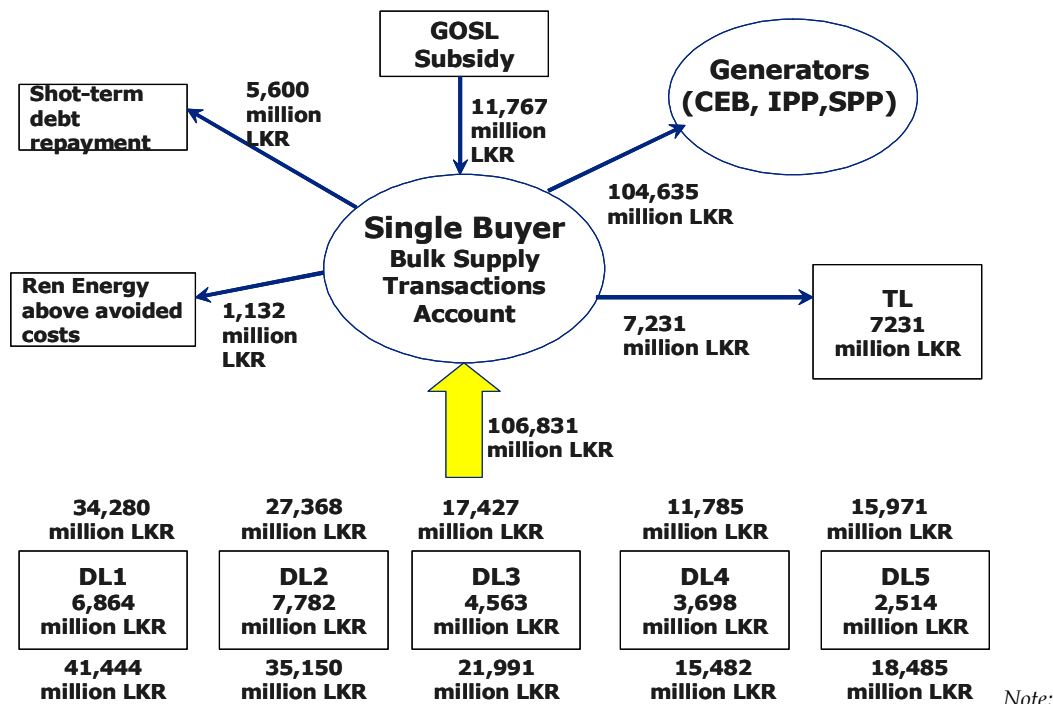 GOSL
Subsidy
Generators
(CEB, IPP,SPP)
Shot-term
debt
repayment
5,600
million
LKR
11,767
million
LKR
104,635
million LKR
Single Buyer
Bulk Supply
Transactions
Account
Ren Energy
above avoided
costs
1,132
million
LKR
7,231
million LKR
TL
7231
million LKR
106,831
million LKR
34,280
million LKR
27,368
million LKR
17,427
million LKR
11,785
million LKR
15,971
million LKR
DL1
6,864
million LKR
DL2
7,782
million LKR
DL3
4,563
million LKR
DL4
3,698
million LKR
DL5
2,514
million LKR
41,444
million LKR
35,150
million LKR
21,991
million LKR
15,482
million LKR
18,485
million LKR
Note: